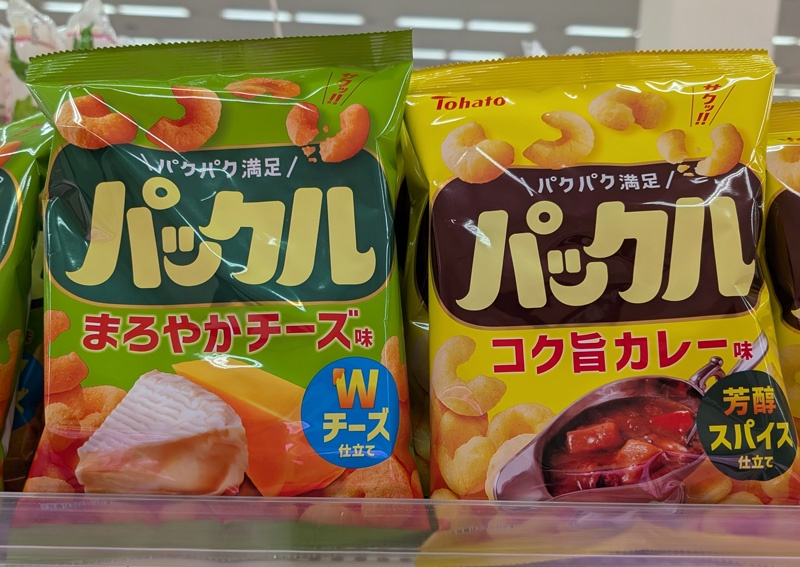 サクッ!!
\パクパク満足/
パックル
まろやかチーズ味
W
チーズ
仕立て
Tohato
サクッ!!
\パクパク満足/
パックル
コク旨カレー味
芳醇
スパイス
仕立て